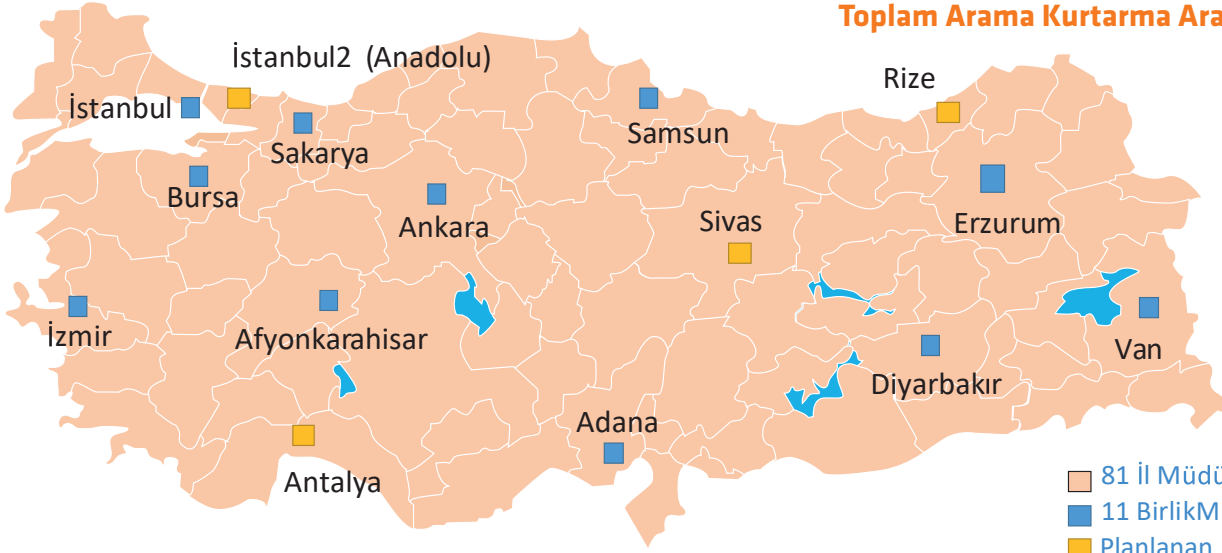 Toplam Arama Kurtarma Ara
İstanbul2 (Anadolu)
Rize
İstanbul
Samsun
Sakarya
Bursa
Ankara
Sivas
Erzurum
İzmir
Afyonkarahisar
Van
Diyarbakır
Adana
Antalya
81 İl Müdü
11 BirlikM
Planlanan